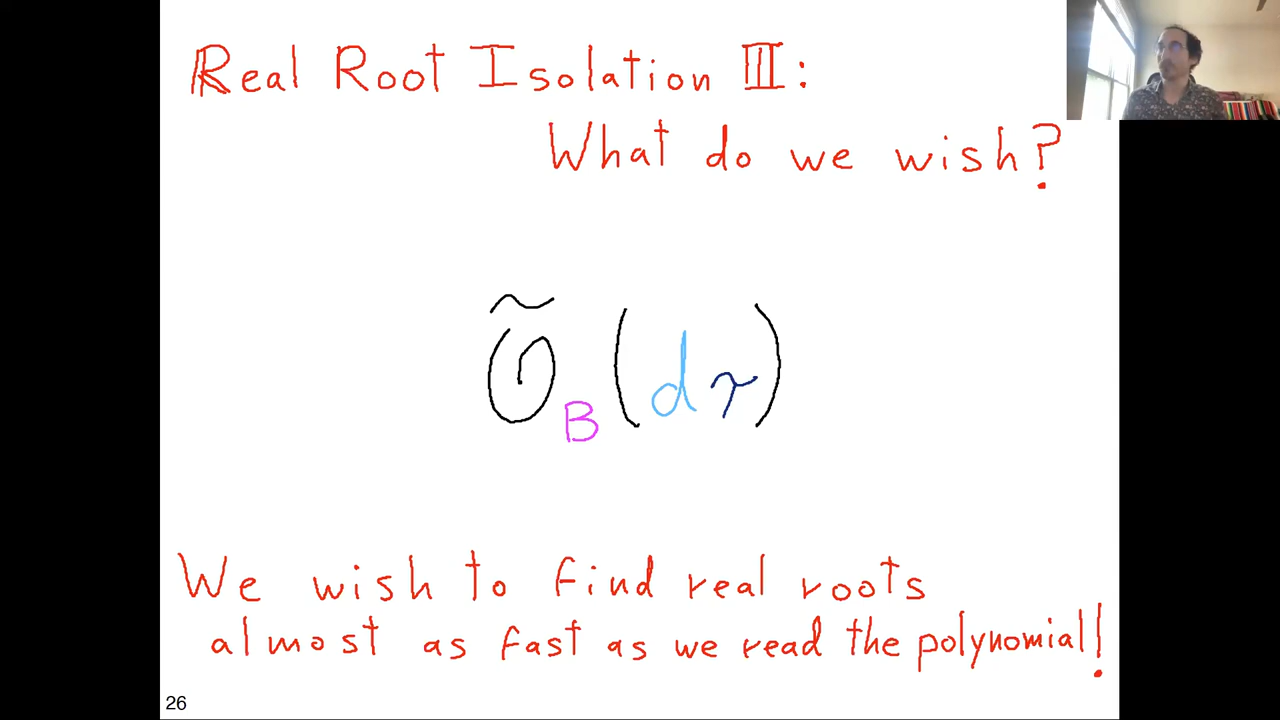 Real Root Isolation III:
What do we wish?
Õ_B(dτ)
We wish to find real roots
almost as fast as we read the polynomial!
26